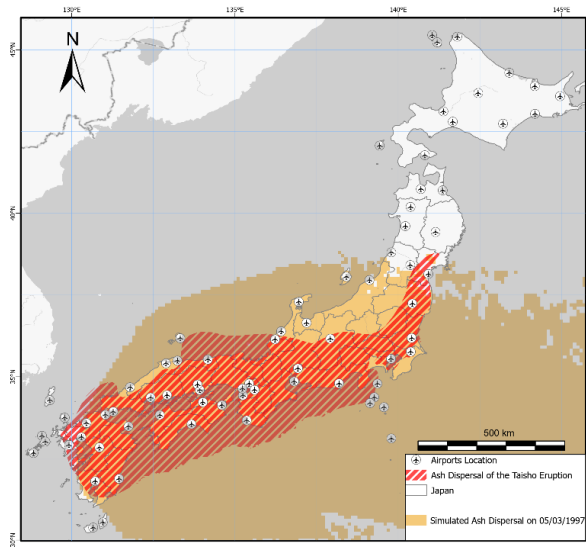 130°E
135°E
140°E
145°E
N
45°N
40°N
35°N
30°N
500 km
Airports Location
Ash Dispersal of the Taisho Eruption
Japan
Simulated Ash Dispersal on 05/03/1997